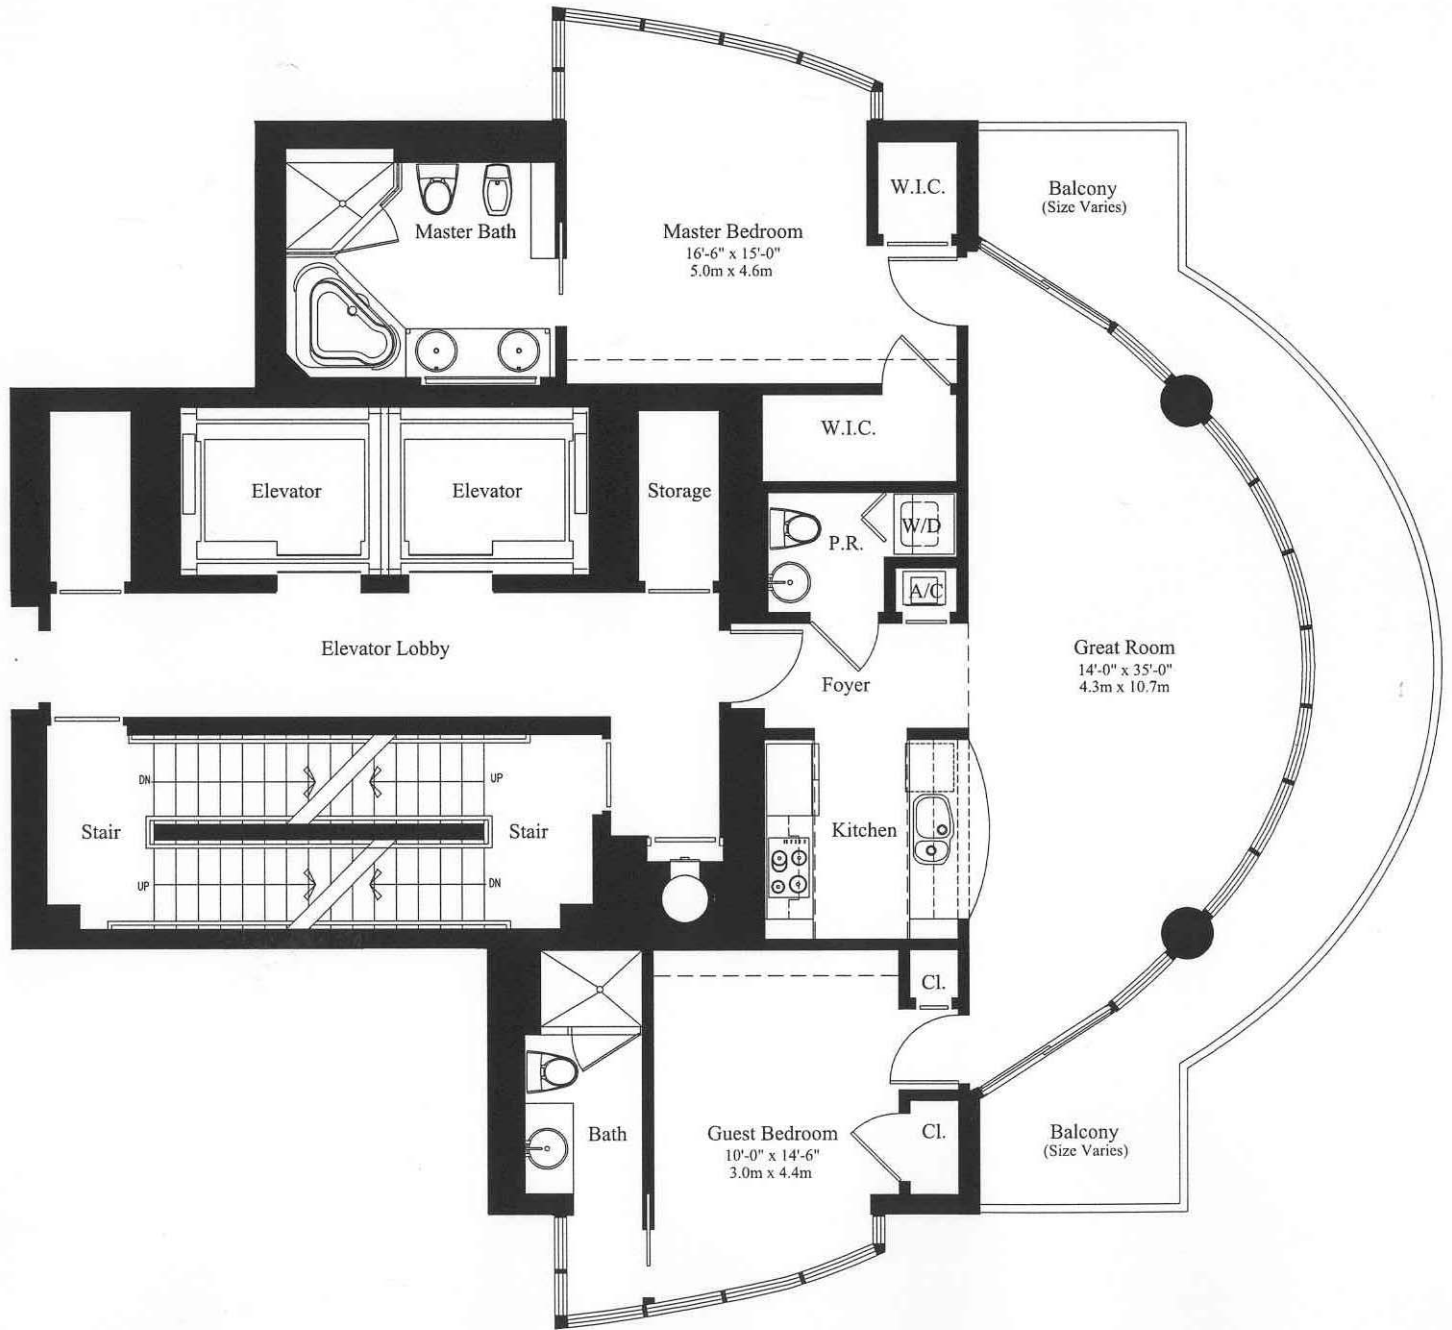 W.I.C.
Balcony
(Size Varies)
Master Bath
Master Bedroom
16'-6" x 15'-0"
5.0m x 4.6m
W.I.C.
Elevator
Elevator
Storage
P.R.
W/D
A/C
Elevator Lobby
Foyer
Great Room
14'-0" x 35'-0"
4.3m x 10.7m
DN
UP
Stair
Stair
Kitchen
UP
DN
Cl.
Bath
Guest Bedroom
10'-0" x 14'-6"
3.0m x 4.4m
Cl.
Balcony
(Size Varies)